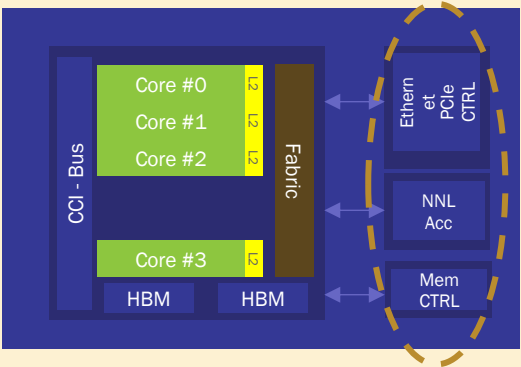 CCI - Bus
Core #0
L2
Core #1
L2
Core #2
L2
Core #3
L2
Fabric
HBM
HBM
Ethern
et
PCIe
CTRL
NNL
Acc
Mem
CTRL